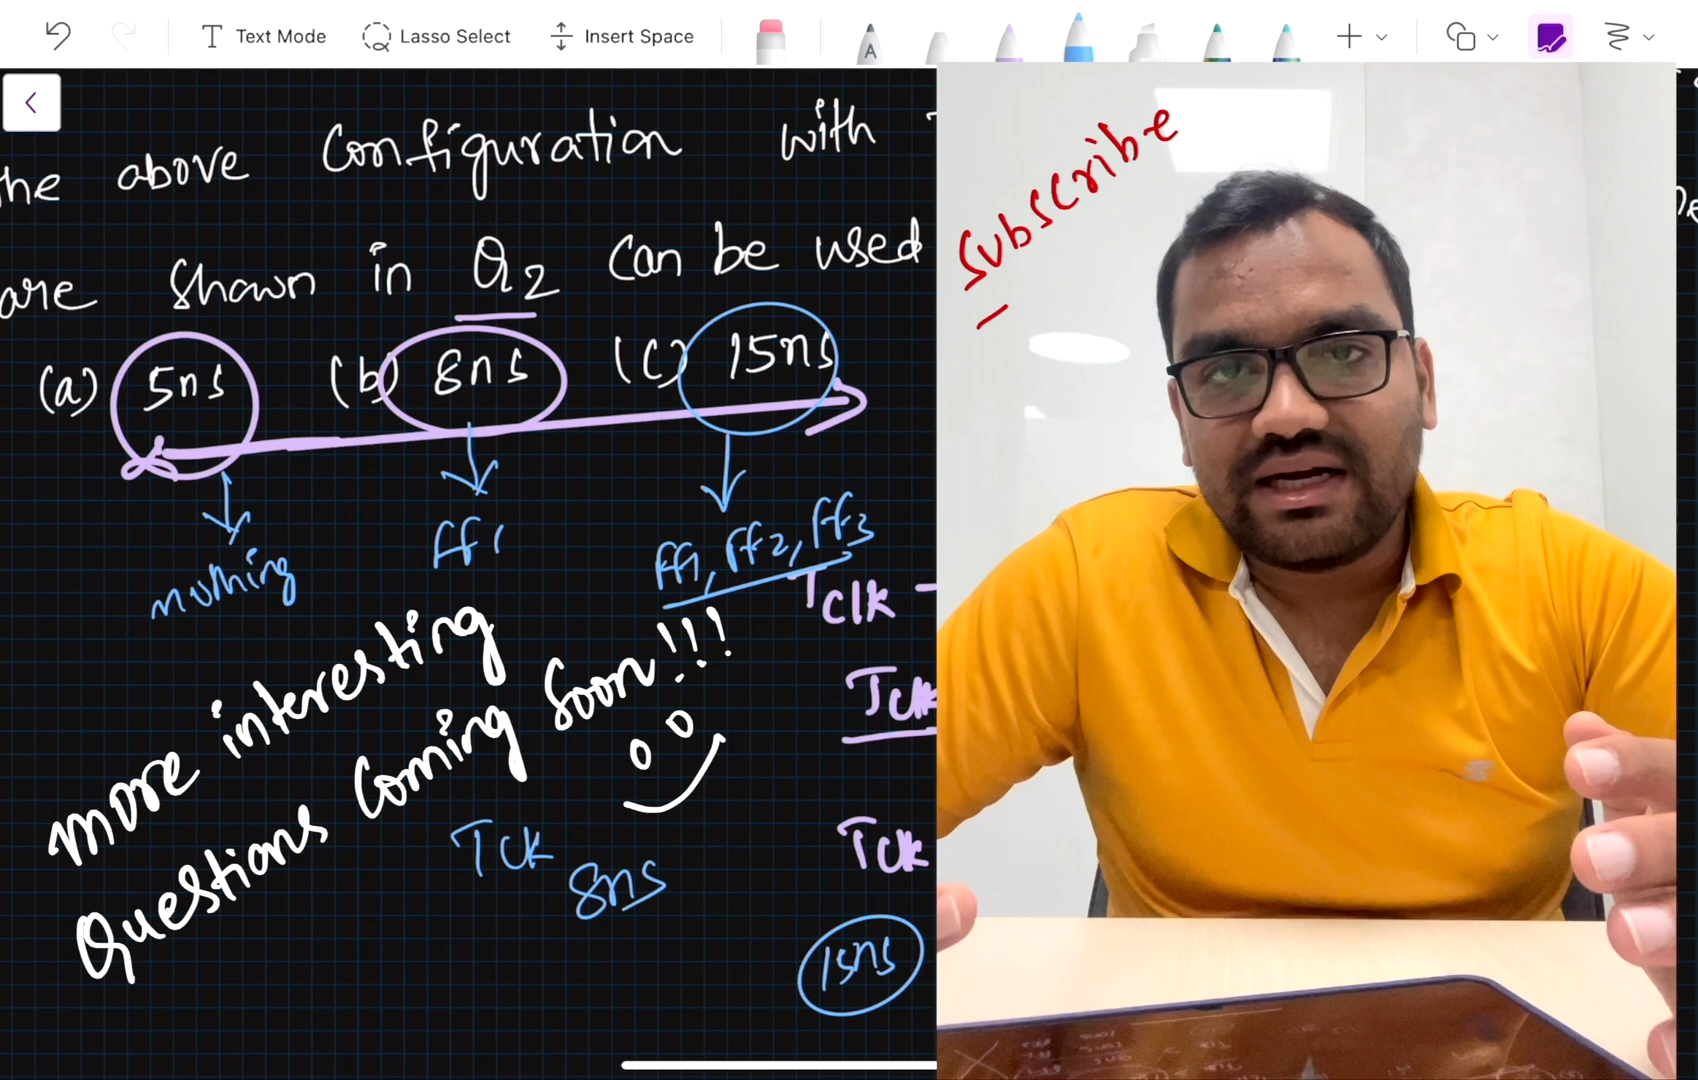 Text Mode Lasso Select Insert Space
A
the above Configuration with
are shown in Q2 can be used
(a) 5ns (b) 8ns (c) 15ns
nothing ff1 ff1, ff2, ff3
Tclk -
Tclk
Tclk
more interesting
Questions Coming Soon!!!
Tclk
8ns
15ns
Subscribe